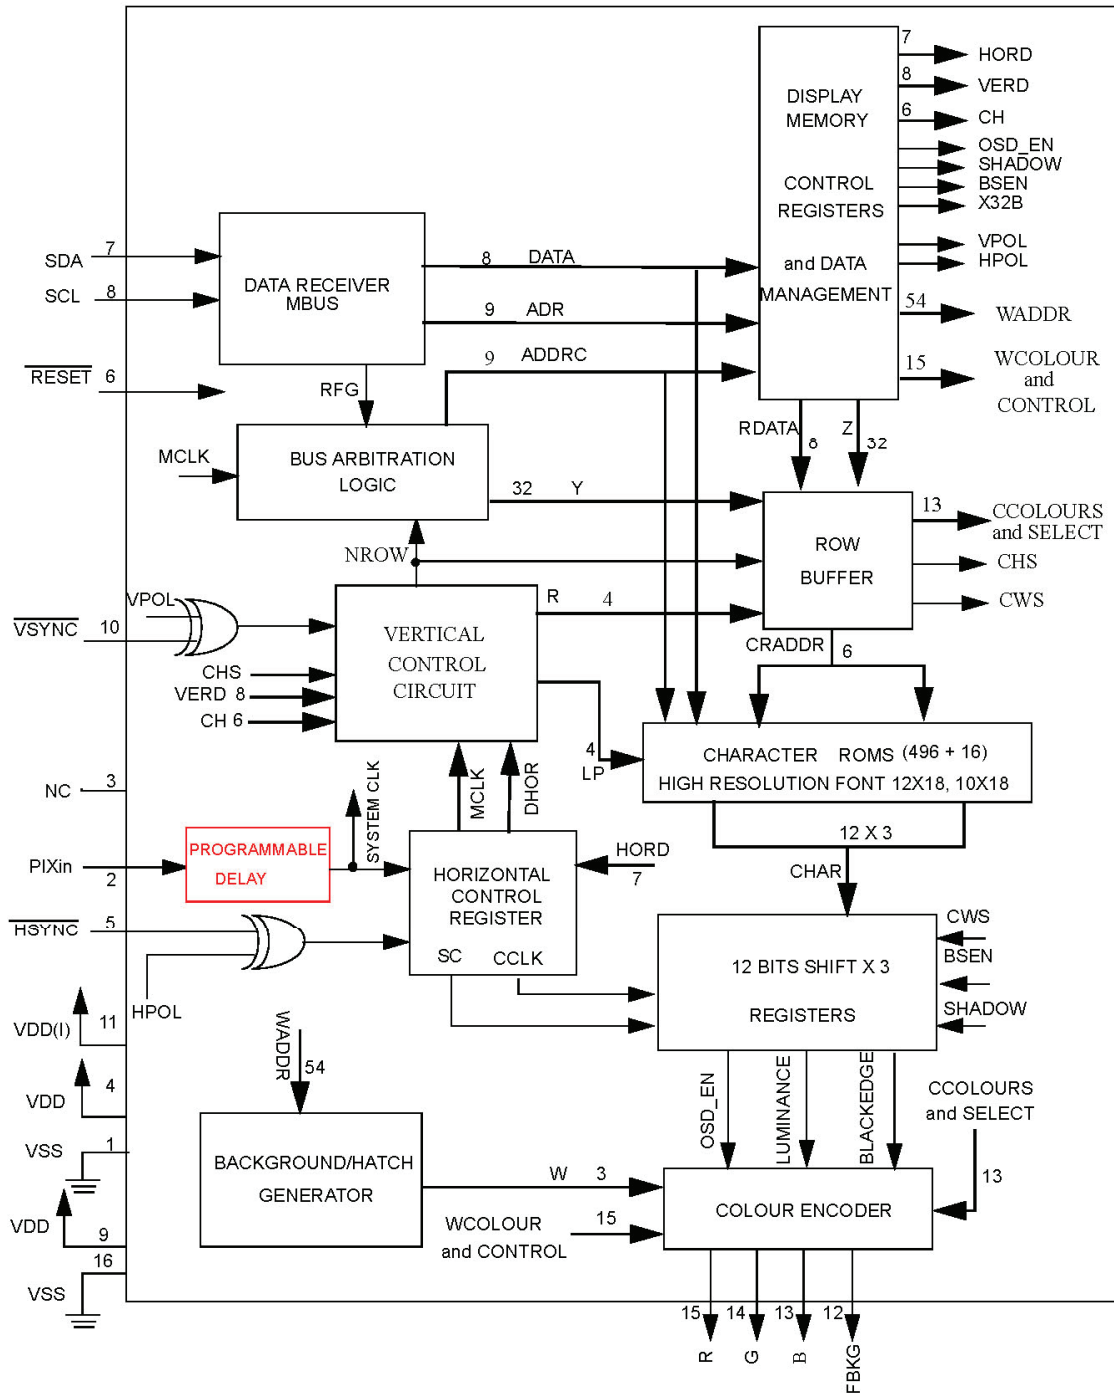 7
HORD
8
VERD
6
CH
OSD_EN
SHADOW
BSEN
X32B
VPOL
HPOL
54
WADDR
15
WCOLOUR
and
CONTROL
DISPLAY
MEMORY
CONTROL
REGISTERS
and DATA
MANAGEMENT
SDA
7
SCL
8
RESET
6
DATA RECEIVER
MBUS
8 DATA
9 ADR
9 ADDRC
RFG
RDATA
8
Z
32
MCLK
BUS ARBITRATION
LOGIC
32 Y
13
CCOLOURS
and SELECT
CHS
CWS
ROW
BUFFER
NROW
R 4
VPOL
VSYNC
10
VERTICAL
CONTROL
CIRCUIT
CHS
VERD 8
CH 6
CRADDR
6
4
LP
CHARACTER ROMS (496 + 16)
HIGH RESOLUTION FONT 12X18, 10X18
NC
3
SYSTEM CLK
MCLK
DHOR
12 X 3
CHAR
PIXin
2
PROGRAMMABLE
DELAY
HORIZONTAL
CONTROL
REGISTER
SC CCLK
HORD
7
HSYNC
5
HPOL
CWS
BSEN
SHADOW
12 BITS SHIFT X 3
REGISTERS
VDD(I)
11
VDD
4
VSS
1
VDD
9
16
VSS
WADDR
54
OSD_EN
LUMINANCE
BLACKEDGE
CCOLOURS
and SELECT
13
BACKGROUND/HATCH
GENERATOR
W 3
WCOLOUR
and CONTROL
15
COLOUR ENCODER
15
14
13
12
R
G
B
FBKG